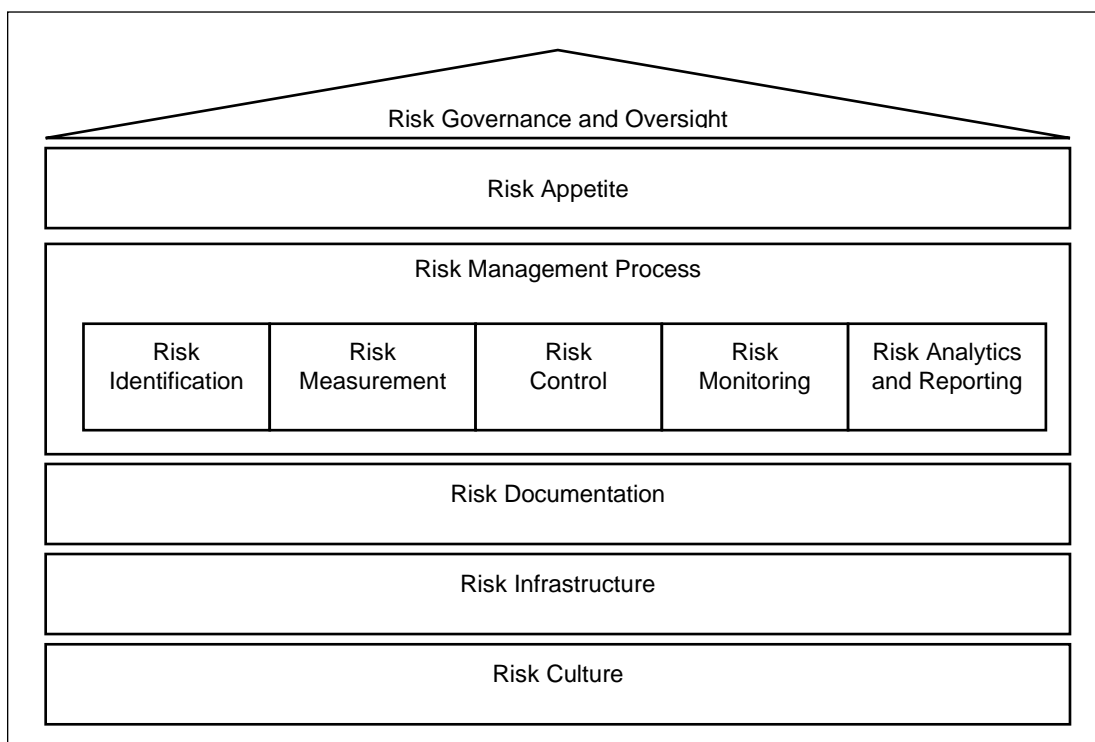 Risk Governance and Oversight
Risk Appetite
Risk Management Process
Risk
Identification
Risk
Measurement
Risk
Control
Risk
Monitoring
Risk Analytics
and Reporting
Risk Documentation
Risk Infrastructure
Risk Culture